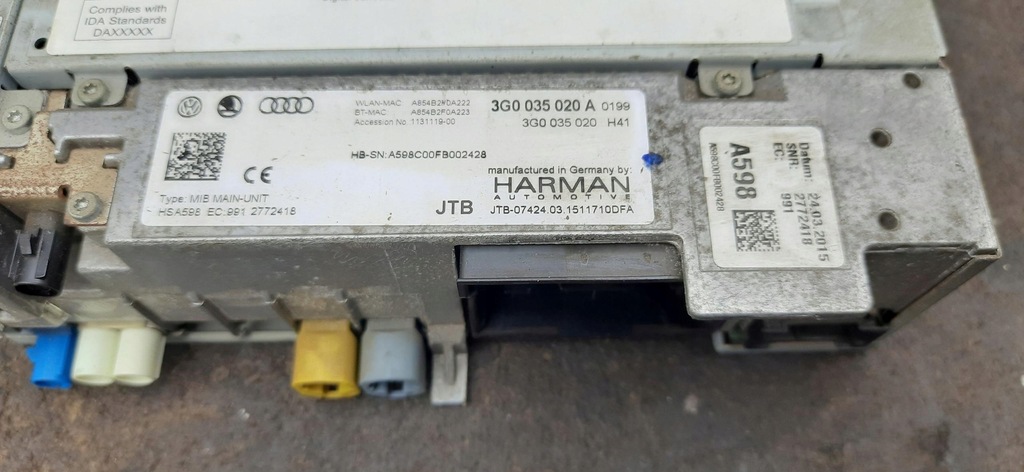 Complies with
IDA Standards
DAXXXXX
WLAN-MAC A854B2F0A222
BT-MAC A854B2F0A223
Accession No 1131119-00
3G0 035 020 A 0199
3G0 035 020 H41
HB-SN:A598C00FB002428
manufactured in Germany by:
HARMAN
AUTOMOTIVE
Type: MIB MAIN-UNIT
HSA598 EC:991 2772418
JTB JTB-07424.03.1511710DFA
CE
Datum: 24.03.2015
SNR: 2772418
EC: 991
A598
A598C00FB002428